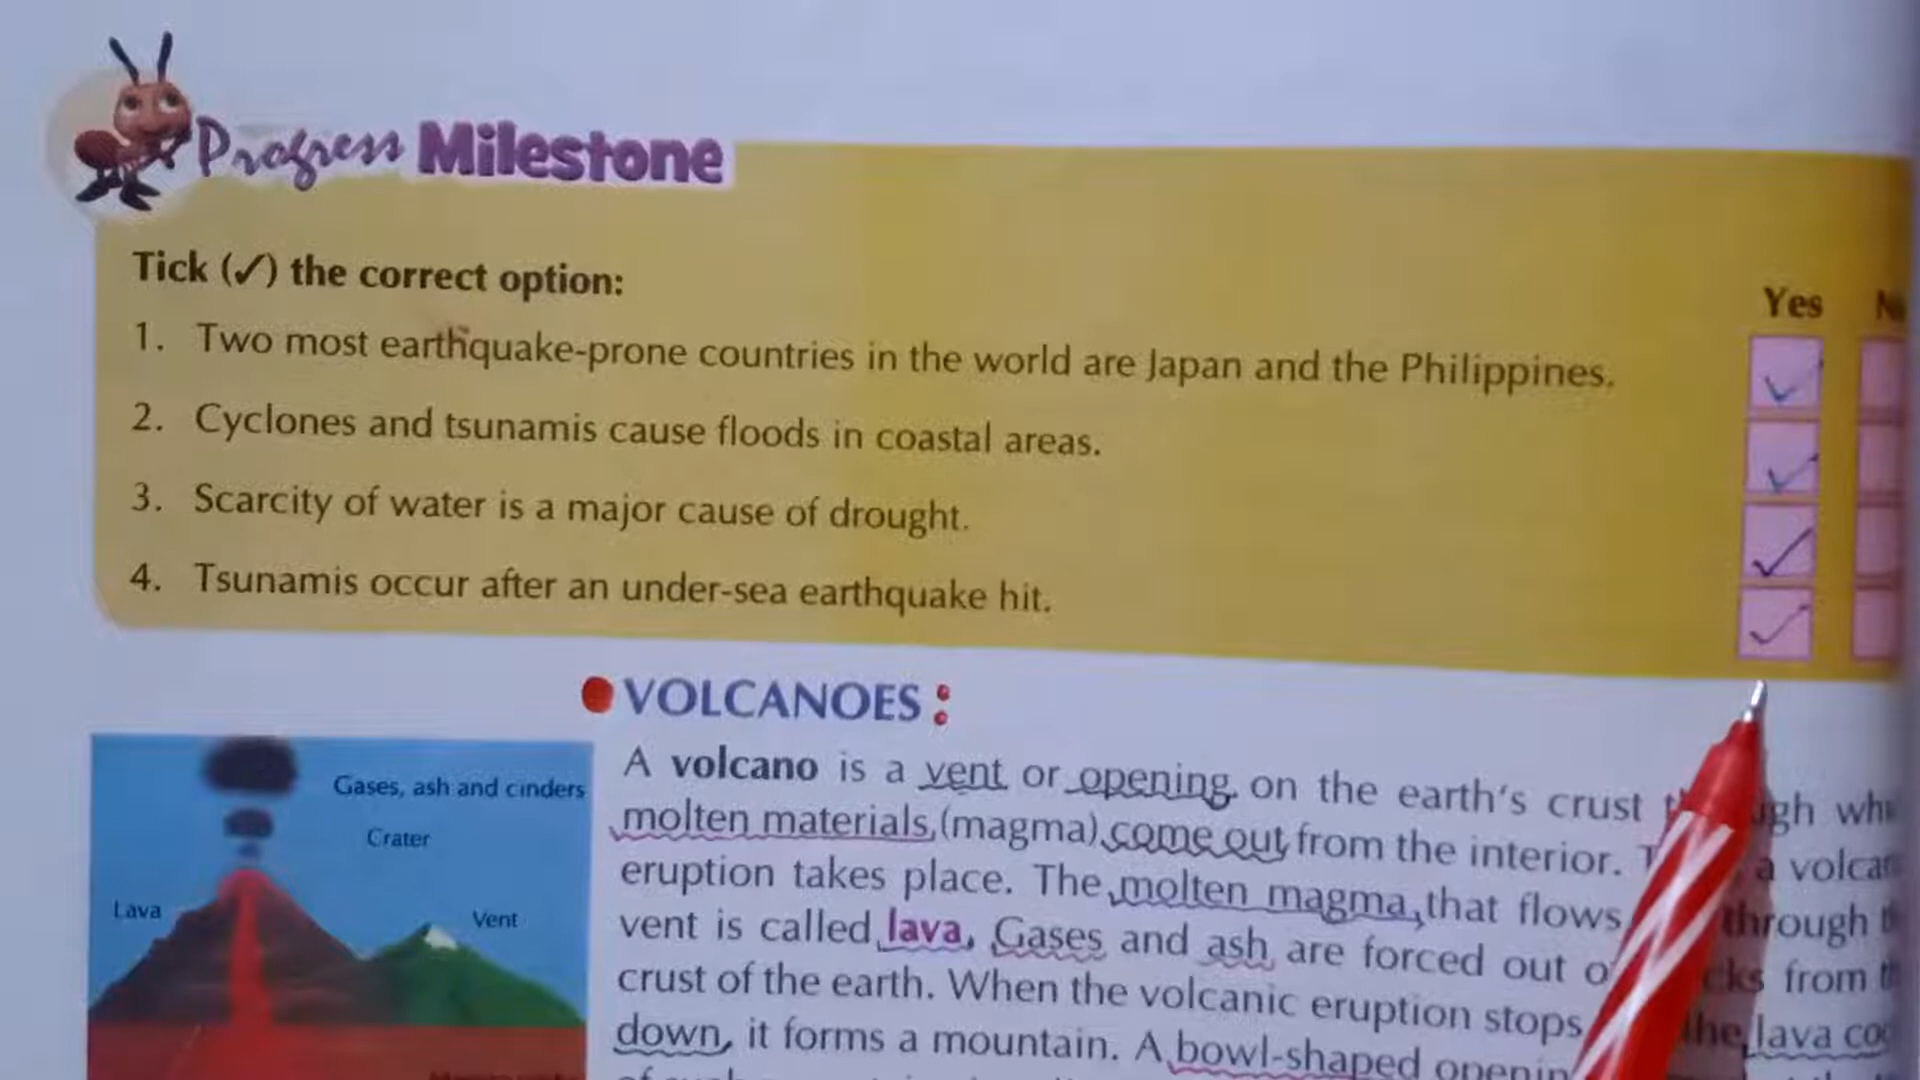 Progress Milestone
Tick (✓) the correct option:
Yes
1. Two most earthquake-prone countries in the world are Japan and the Philippines.
2. Cyclones and tsunamis cause floods in coastal areas.
3. Scarcity of water is a major cause of drought.
4. Tsunamis occur after an under-sea earthquake hit.
VOLCANOES:
Gases, ash and cinders
Crater
Lava
Vent
A volcano is a vent or opening on the earth's crust
molten materials (magma) come out from the interior. a
eruption takes place. The molten magma that flows through
vent is called lava. Gases and ash are forced out from
crust of the earth. When the volcanic eruption stops the lava
down, it forms a mountain. A bowl-shaped